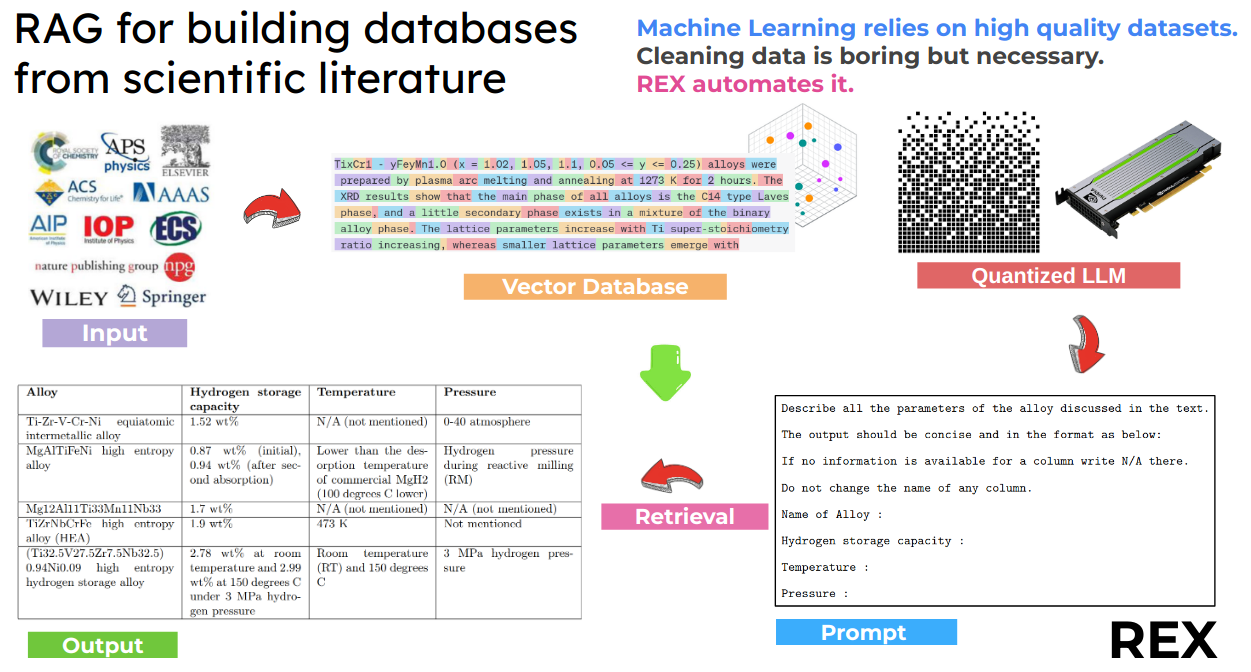 RAG for building databases
from scientific literature
Machine Learning relies on high quality datasets.
Cleaning data is boring but necessary.
REX automates it.
ROYAL SOCIETY
OF CHEMISTRY
APS
physics
ELSEVIER
ACS
Chemistry for Life®
AAAS
AIP
American Institute
of Physics
IOP
Institute of Physics
ECS
nature publishing group npg
WILEY
Springer
Input
TixCr1 - yFeyMn1.0 (x = 1.02, 1.05, 1.1, 0.05 <= y <= 0.25) alloys were
prepared by plasma arc melting and annealing at 1273 K for 2 hours. The
XRD results show that the main phase of all alloys is the C14 type Laves
phase, and a little secondary phase exists in a mixture of the binary
alloy phase. The lattice parameters increase with Ti super-stoichiometry
ratio increasing, whereas smaller lattice parameters emerge with
Vector Database
Quantized LLM
Alloy
Hydrogen storage
capacity
Temperature
Pressure
Ti-Zr-V-Cr-Ni equiatomic
intermetallic alloy
1.52 wt%
N/A (not mentioned)
0-40 atmosphere
MgAlTiFeNi high entropy
alloy
0.87 wt% (initial),
0.94 wt% (after sec-
ond absorption)
Lower than the des-
orption temperature
of commercial MgH2
(100 degrees C lower)
Hydrogen pressure
during reactive milling
(RM)
Mg12Al11Ti33Mn11Nb33
1.7 wt%
N/A (not mentioned)
N/A (not mentioned)
TiZrNbCrFe high entropy
alloy (HEA)
1.9 wt%
473 K
Not mentioned
(Ti32.5V27.5Zr7.5Nb32.5)
0.94Ni0.09 high entropy
hydrogen storage alloy
2.78 wt% at room
temperature and 2.99
wt% at 150 degrees C
under 3 MPa hydro-
gen pressure
Room temperature
(RT) and 150 degrees
C
3 MPa hydrogen pres-
sure
Output
Retrieval
Describe all the parameters of the alloy discussed in the text.
The output should be concise and in the format as below:
If no information is available for a column write N/A there.
Do not change the name of any column.
Name of Alloy :
Hydrogen storage capacity :
Temperature :
Pressure :
Prompt
REX